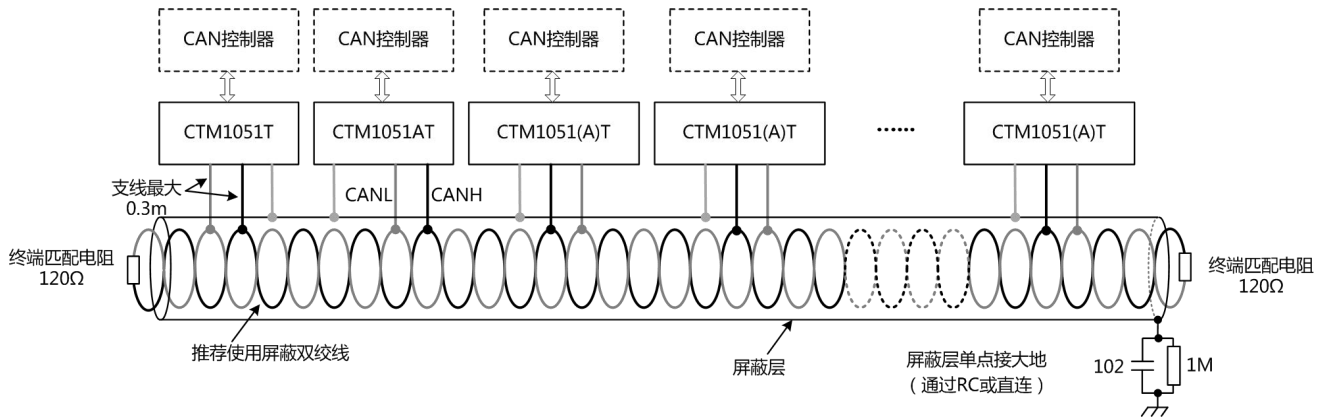 CAN控制器
CAN控制器
CAN控制器
CAN控制器
CAN控制器
CTM1051T
CTM1051AT
CTM1051(A)T
CTM1051(A)T
……
CTM1051(A)T
支线最大
0.3m
CANL
CANH
终端匹配电阻
120Ω
终端匹配电阻
120Ω
推荐使用屏蔽双绞线
屏蔽层
屏蔽层单点接大地
（通过RC或直连）
102
1M